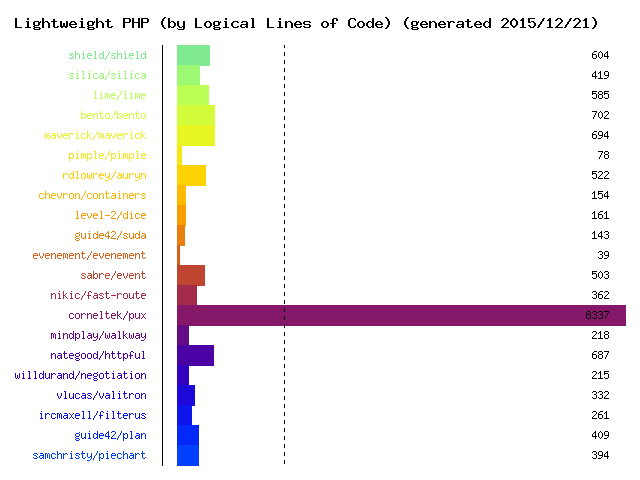 Lightweight PHP (by Logical Lines of Code) (generated 2015/12/21)
shield/shield 604
silica/silica 419
lime/lime 585
bento/bento 702
maverick/maverick 694
pimple/pimple 78
rdlowrey/auryn 522
chevron/containers 154
level-2/dice 161
guide42/suda 143
evenement/evenement 39
sabre/event 503
nikic/fast-route 362
corneltek/pux 8337
mindplay/walkway 218
nategood/httpful 687
willdurand/negotiation 215
vlucas/valitron 332
ircmaxell/filterus 261
guide42/plan 409
samchristy/piechart 394